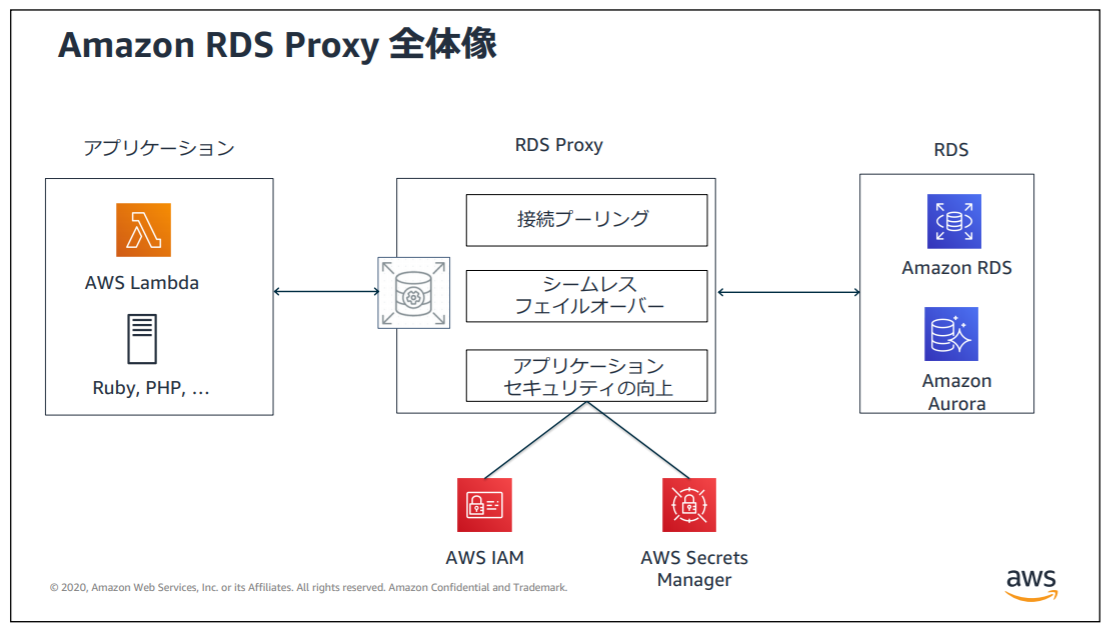 Amazon RDS Proxy 全体像
アプリケーション
RDS Proxy
RDS
AWS Lambda
Ruby, PHP, …
接続プーリング
シームレス
フェイルオーバー
アプリケーション
セキュリティの向上
Amazon RDS
Amazon
Aurora
AWS IAM
AWS Secrets
Manager
© 2020, Amazon Web Services, Inc. or its Affiliates. All rights reserved. Amazon Confidential and Trademark.
aws